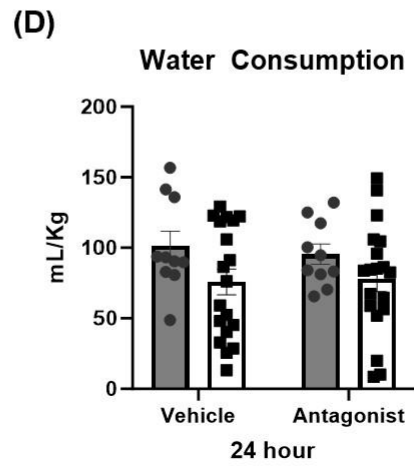 (D)
Water Consumption
200
150
100
50
0
mL/Kg
Vehicle Antagonist
24 hour